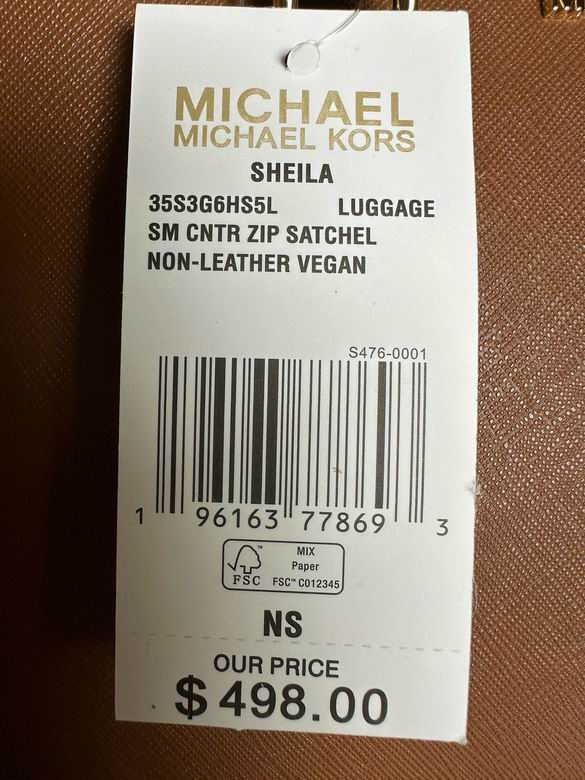 MICHAEL
MICHAEL KORS
SHEILA
35S3G6HS5L LUGGAGE
SM CNTR ZIP SATCHEL
NON-LEATHER VEGAN
S476-0001
1 96163 77869 3
FSC™
MIX
Paper
FSC™ C012345
NS
OUR PRICE
$498.00